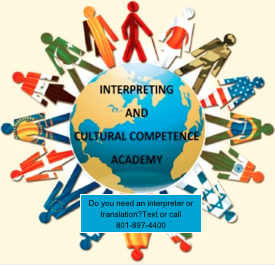 INTERPRETING
AND
CULTURAL COMPETENCE
ACADEMY
Do you need an interpreter or
translation?Text or call
801-897-4400